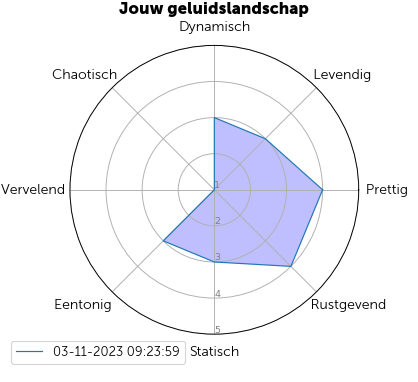 Jouw geluidslandschap
Dynamisch
Chaotisch
Levendig
Vervelend
Prettig
1
2
3
4
5
Eentonig
Rustgevend
Statisch
03-11-2023 09:23:59